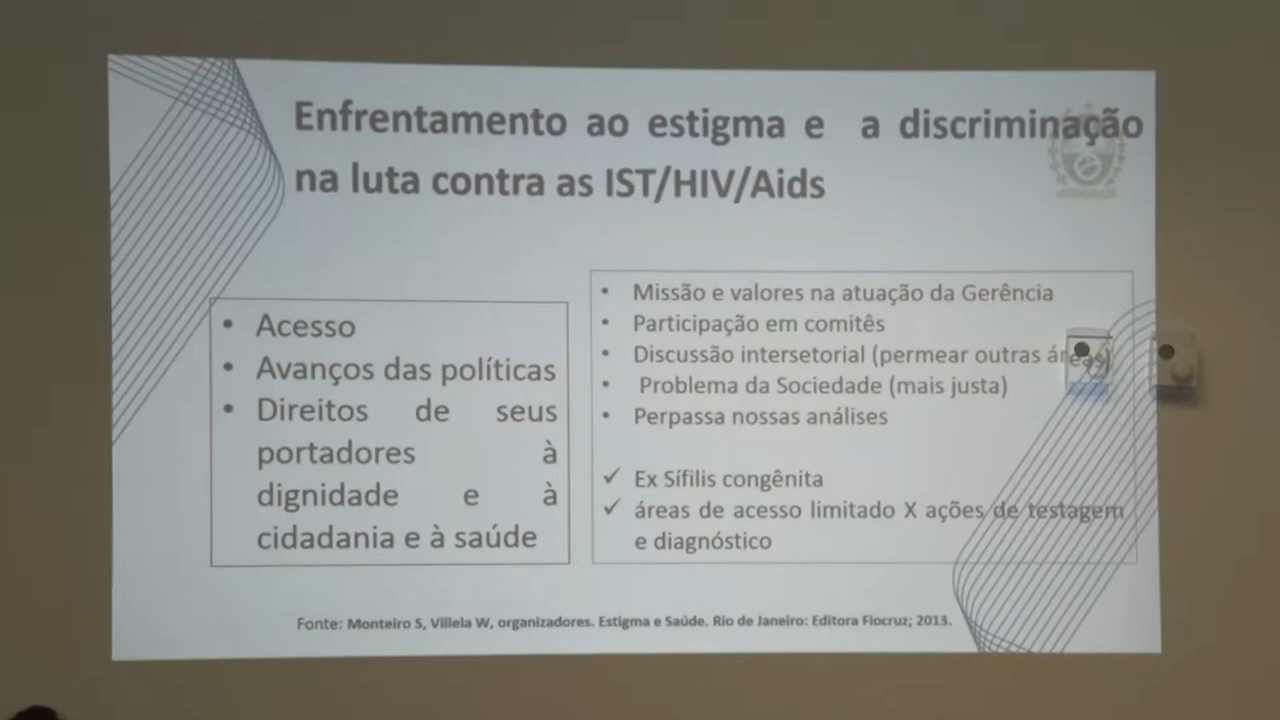 Enfrentamento ao estigma e a discriminação
na luta contra as IST/HIV/Aids
• Acesso
• Avanços das políticas
• Direitos de seus
portadores à
dignidade e à
cidadania e à saúde
• Missão e valores na atuação da Gerência
• Participação em comitês
• Discussão intersetorial (permear outras áreas)
• Problema da Sociedade (mais justa)
• Perpassa nossas análises
✓ Ex Sífilis congênita
✓ áreas de acesso limitado X ações de testagem
e diagnóstico
Fonte: Monteiro S, Villela W, organizadores. Estigma e Saúde. Rio de Janeiro: Editora Fiocruz; 2013.